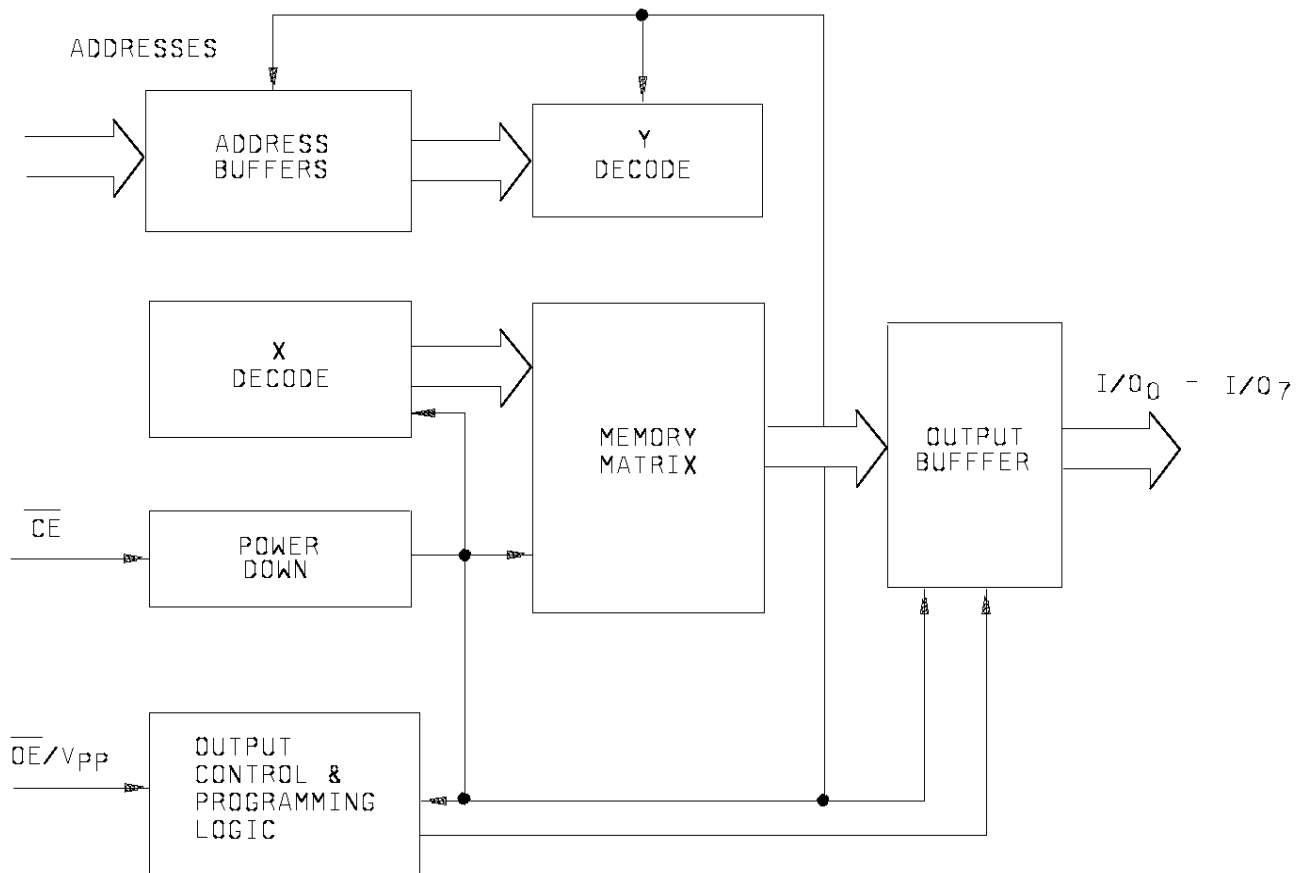 ADDRESSES
ADDRESS
BUFFERS
Y
DECODE
X
DECODE
MEMORY
MATRIX
OUTPUT
BUFFFER
I/O0 - I/O7
CE
POWER
DOWN
OE/VPP
OUTPUT
CONTROL &
PROGRAMMING
LOGIC